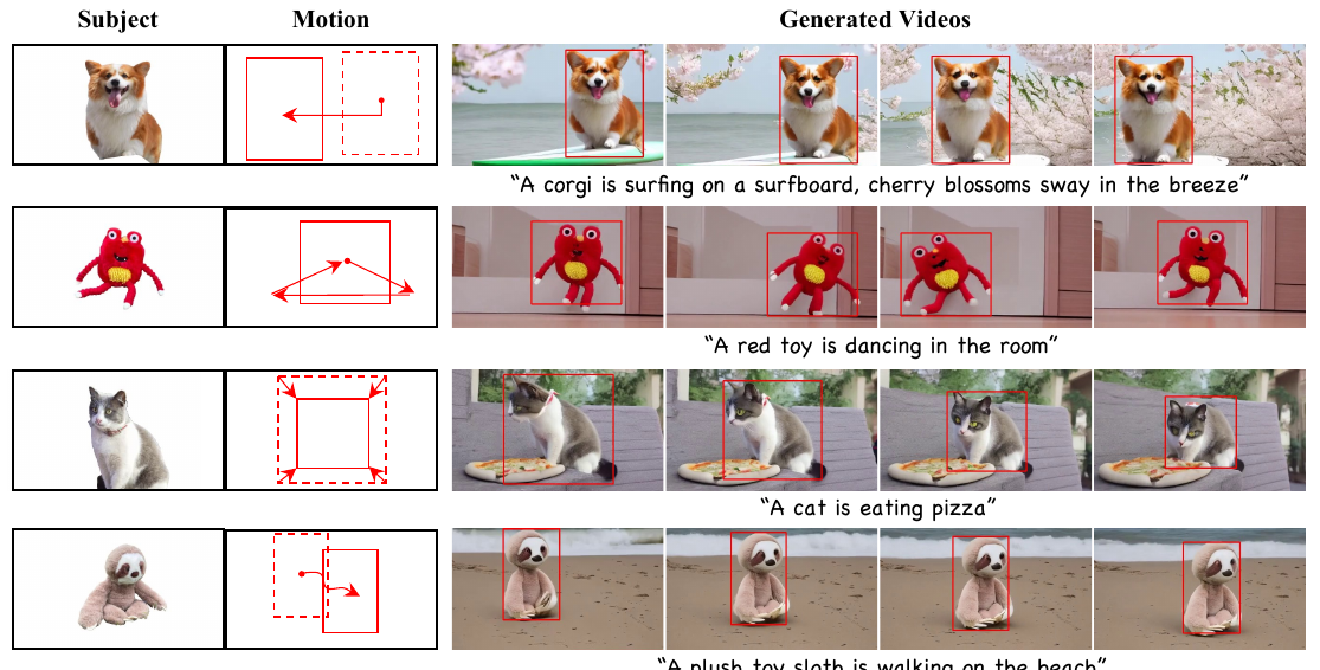 Subject Motion Generated Videos
“A corgi is surfing on a surfboard, cherry blossoms sway in the breeze”
“A red toy is dancing in the room”
“A cat is eating pizza”
“A plush toy sloth is walking on the beach”